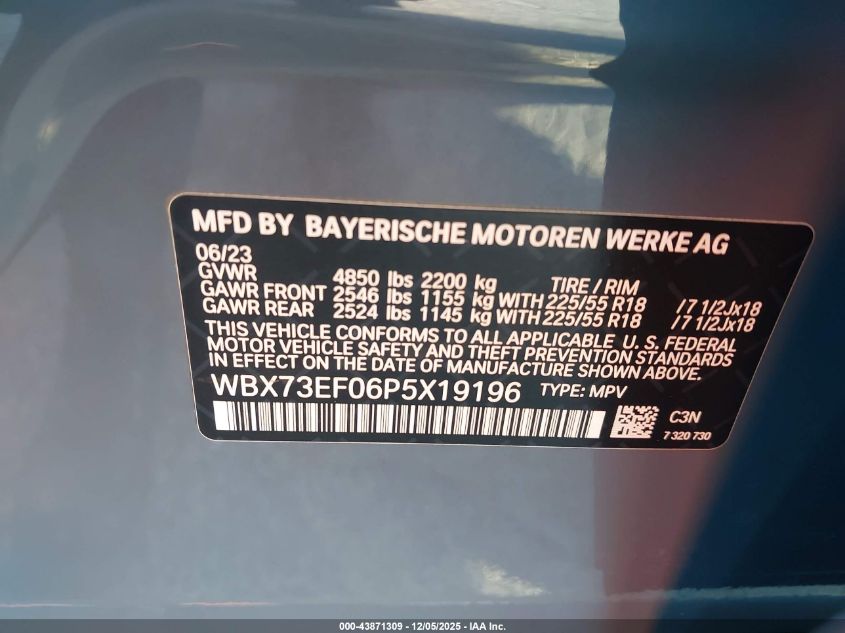 MFD BY BAYERISCHE MOTOREN WERKE AG
06/23
GVWR 4850 lbs 2200 kg TIRE / RIM
GAWR FRONT 2546 lbs 1155 kg WITH 225/55 R18 /7 1/2Jx18
GAWR REAR 2524 lbs 1145 kg WITH 225/55 R18 /7 1/2Jx18
THIS VEHICLE CONFORMS TO ALL APPLICABLE U. S. FEDERAL
MOTOR VEHICLE SAFETY AND THEFT PREVENTION STANDARDS
IN EFFECT ON THE DATE OF MANUFACTURE SHOWN ABOVE.
WBX73EF06P5X19196 TYPE: MPV
C3N
7 320 730
000-43871309 - 12/05/2025 - IAA Inc.